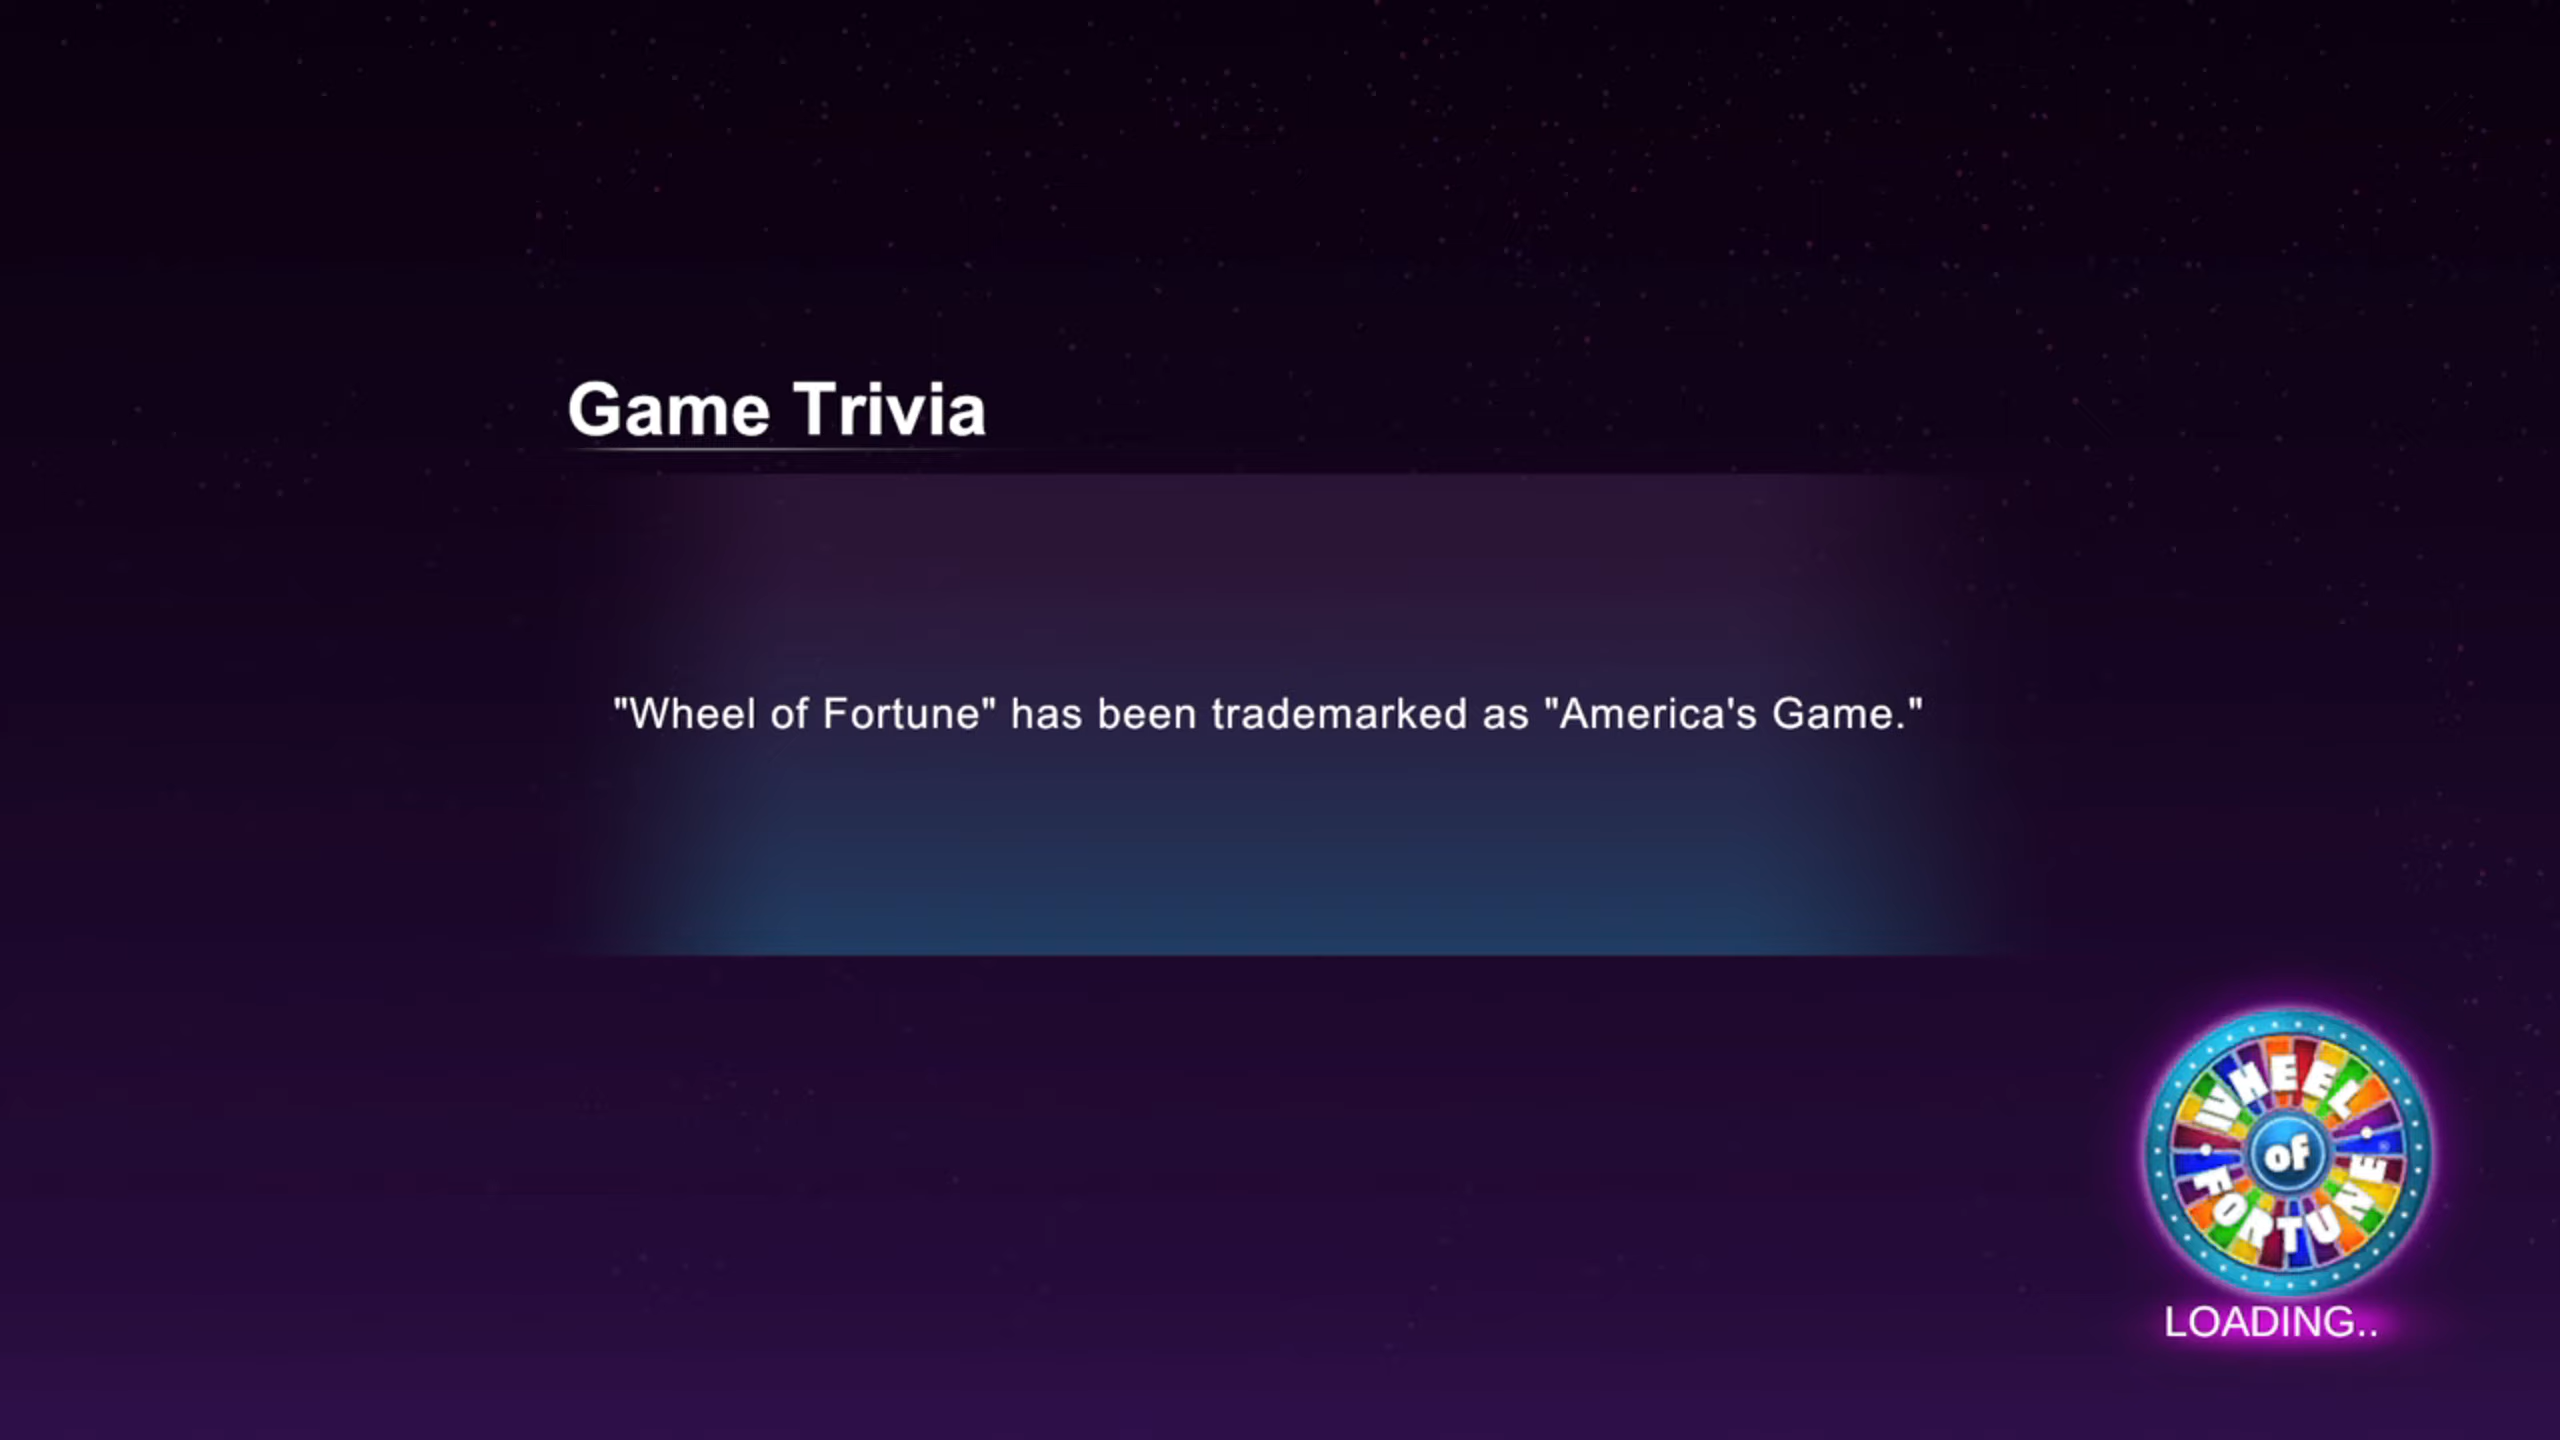 Game Trivia
"Wheel of Fortune" has been trademarked as "America's Game."
WHEEL
OF
FORTUNE
LOADING..